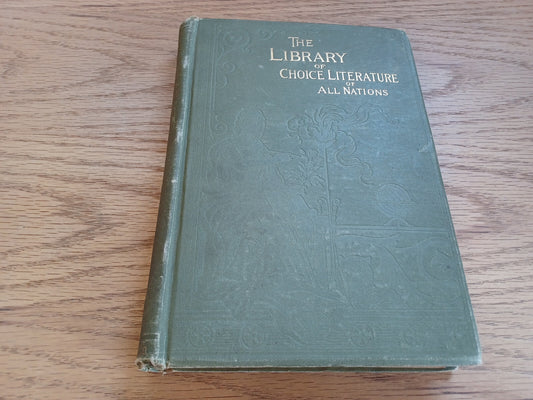 THE
LIBRARY
OF
CHOICE LITERATURE
OF
ALL NATIONS